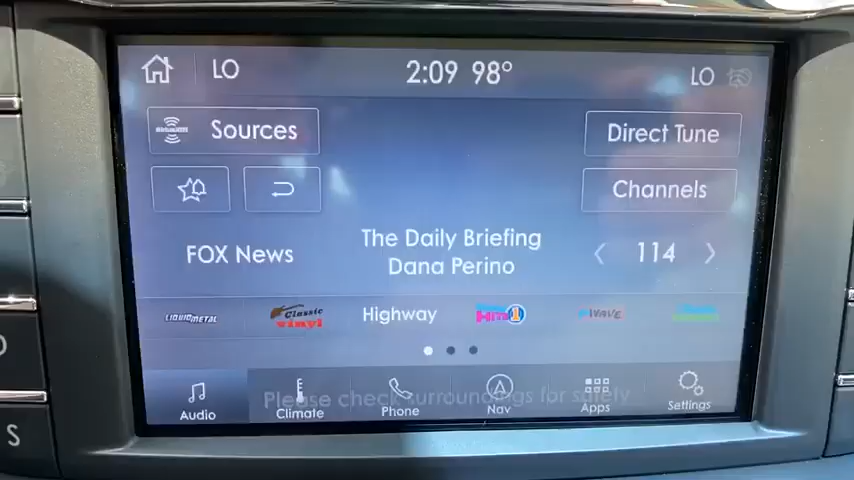 LO 2:09 98° LO
Sources Direct Tune
Channels
FOX News
The Daily Briefing
Dana Perino
114
LIQUID METAL Classic vinyl Highway Hits 1 Wave
Please check surroundings for safety
Audio Climate Phone Nav Apps Settings
S